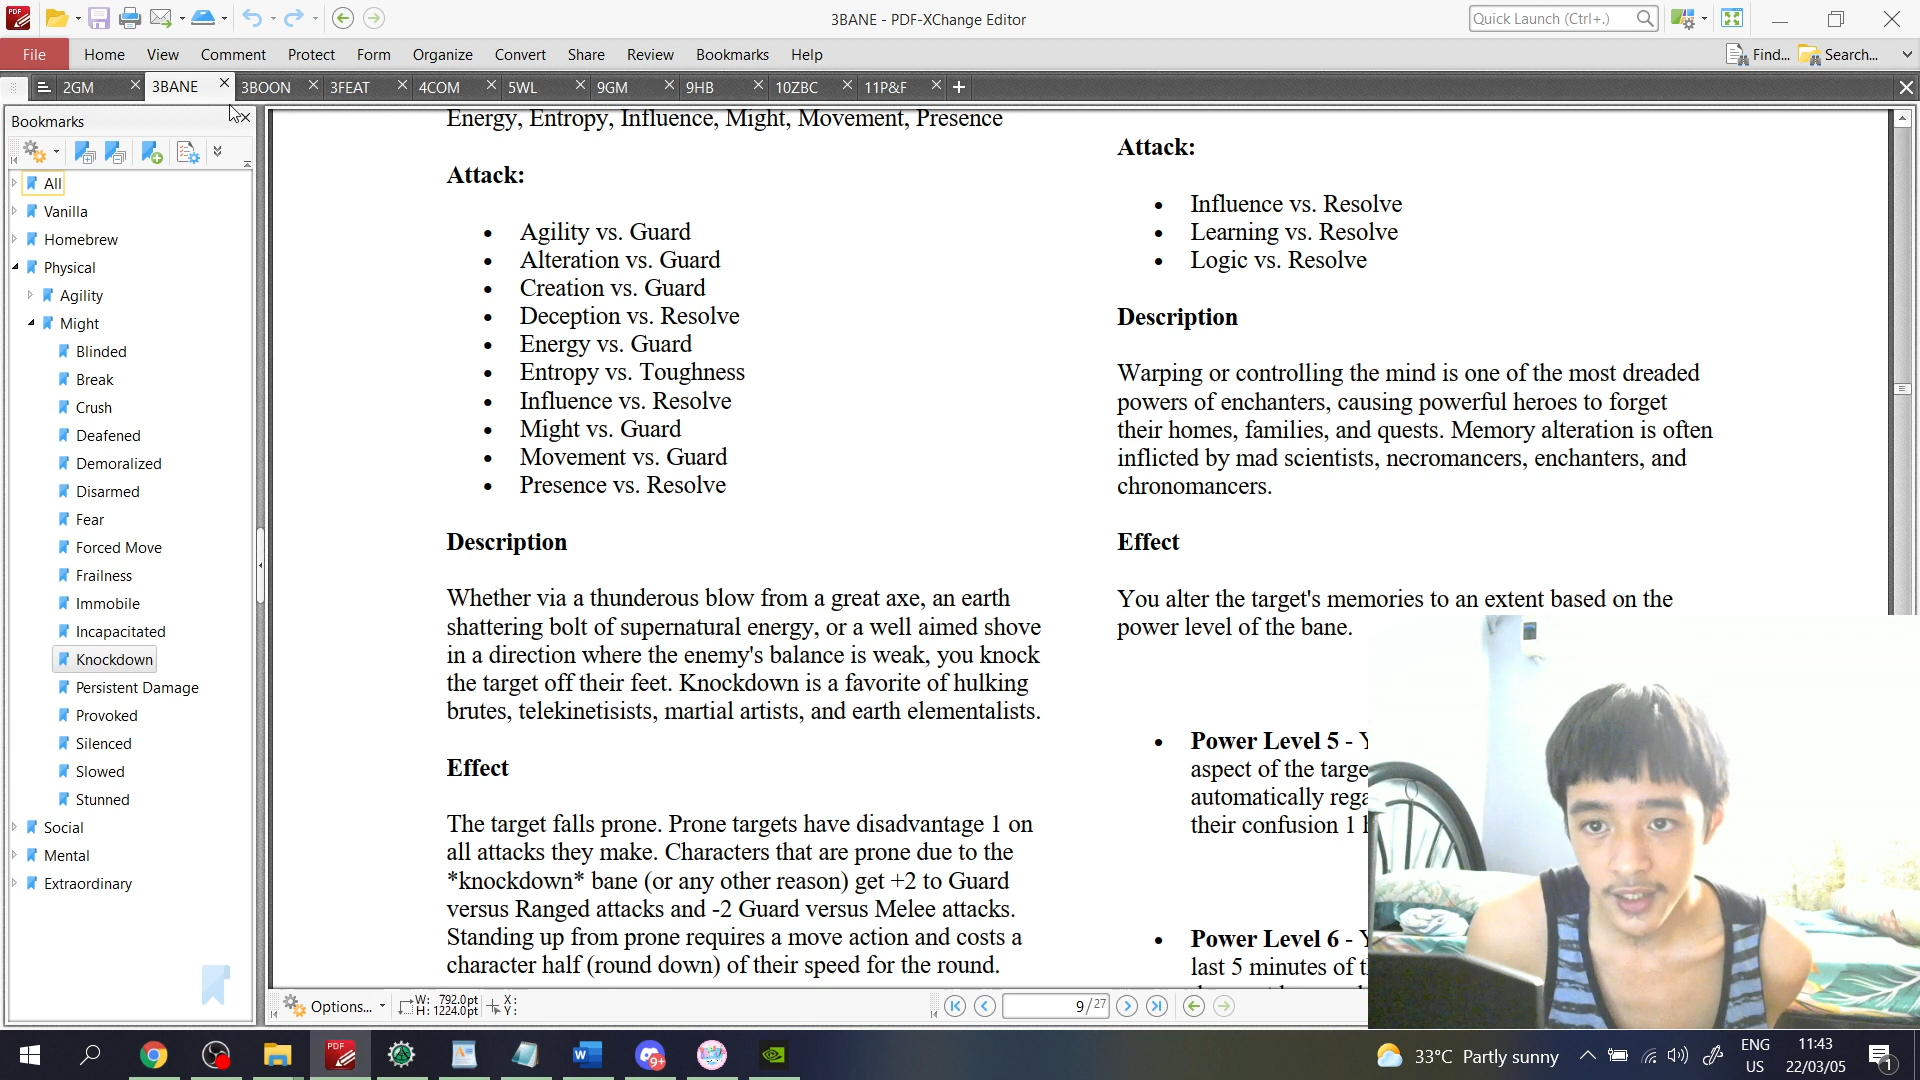 3BANE - PDF-XChange Editor
Quick Launch (Ctrl+.)
File
Home
View
Comment
Protect
Form
Organize
Convert
Share
Review
Bookmarks
Help
Find...
Search...
2GM
3BANE
3BOON
3FEAT
4COM
5WL
9GM
9HB
10ZBC
11P&F
Bookmarks
All
Vanilla
Homebrew
Physical
Agility
Might
Blinded
Break
Crush
Deafened
Demoralized
Disarmed
Fear
Forced Move
Frailness
Immobile
Incapacitated
Knockdown
Persistent Damage
Provoked
Silenced
Slowed
Stunned
Social
Mental
Extraordinary
Energy, Entropy, Influence, Might, Movement, Presence
Attack:
• Agility vs. Guard
• Alteration vs. Guard
• Creation vs. Guard
• Deception vs. Resolve
• Energy vs. Guard
• Entropy vs. Toughness
• Influence vs. Resolve
• Might vs. Guard
• Movement vs. Guard
• Presence vs. Resolve
Description
Whether via a thunderous blow from a great axe, an earth
shattering bolt of supernatural energy, or a well aimed shove
in a direction where the enemy's balance is weak, you knock
the target off their feet. Knockdown is a favorite of hulking
brutes, telekinetisists, martial artists, and earth elementalists.
Effect
The target falls prone. Prone targets have disadvantage 1 on
all attacks they make. Characters that are prone due to the
*knockdown* bane (or any other reason) get +2 to Guard
versus Ranged attacks and -2 Guard versus Melee attacks.
Standing up from prone requires a move action and costs a
character half (round down) of their speed for the round.
Attack:
• Influence vs. Resolve
• Learning vs. Resolve
• Logic vs. Resolve
Description
Warping or controlling the mind is one of the most dreaded
powers of enchanters, causing powerful heroes to forget
their homes, families, and quests. Memory alteration is often
inflicted by mad scientists, necromancers, enchanters, and
chronomancers.
Effect
You alter the target's memories to an extent based on the
power level of the bane.
• Power Level 5 - Y
aspect of the targe
automatically rega
their confusion 1 h
• Power Level 6 - Y
last 5 minutes of t
Options...
W: 792.0pt
H: 1224.0pt
X:
Y:
9/27
PDF
9+
33°C Partly sunny
ENG
US
11:43
22/03/05
1